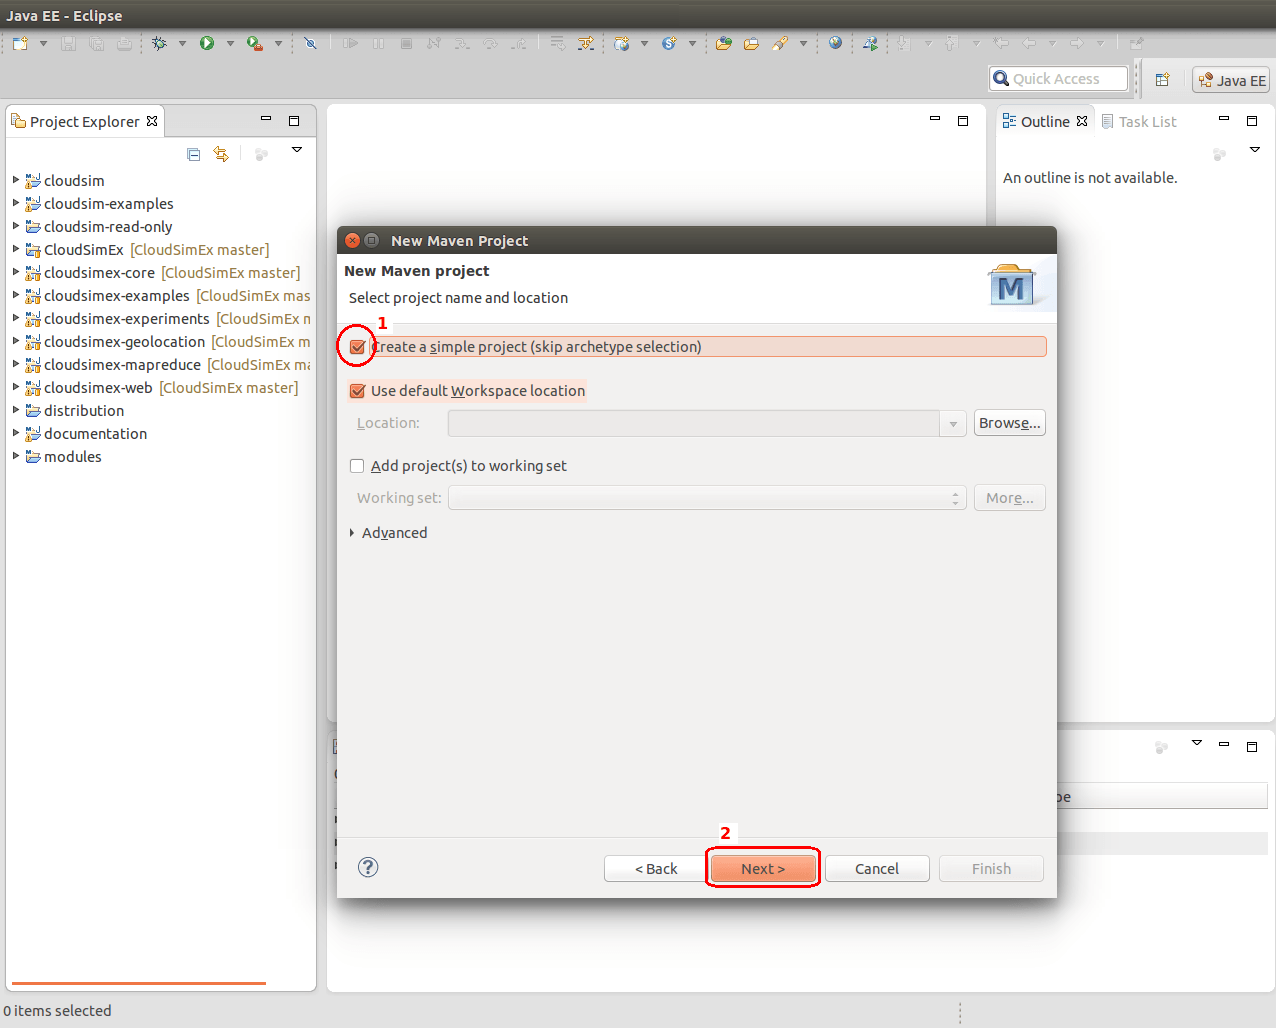 Java EE - Eclipse
Quick Access
Java EE
Project Explorer
Outline
Task List
An outline is not available.
cloudsim
cloudsim-examples
cloudsim-read-only
CloudSimEx [CloudSimEx master]
cloudsimex-core [CloudSimEx master]
cloudsimex-examples [CloudSimEx mas
cloudsimex-experiments [CloudSimEx m
cloudsimex-geolocation [CloudSimEx m
cloudsimex-mapreduce [CloudSimEx ma
cloudsimex-web [CloudSimEx master]
distribution
documentation
modules
New Maven Project
New Maven project
Select project name and location
M
1
Create a simple project (skip archetype selection)
Use default Workspace location
Location:
Browse...
Add project(s) to working set
Working set:
More...
Advanced
2
?
< Back
Next >
Cancel
Finish
0 items selected